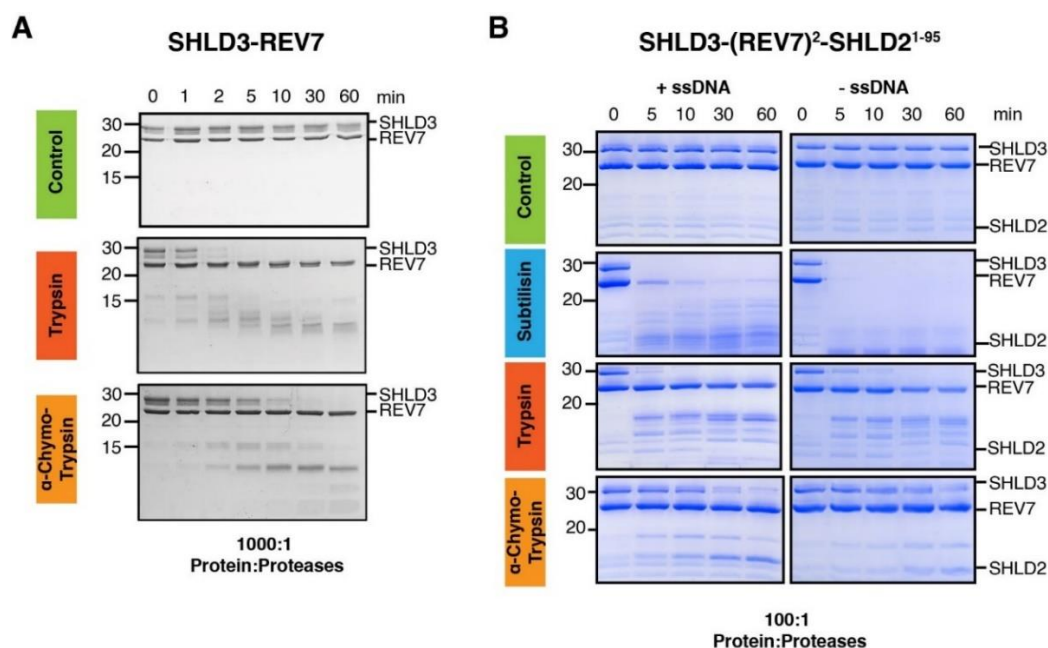 A
SHLD3-REV7
0 1 2 5 10 30 60 min
Control
30
20
15
SHLD3
REV7
Trypsin
30
20
15
SHLD3
REV7
α-Chymo-
Trypsin
30
20
15
SHLD3
REV7
1000:1
Protein:Proteases
B
SHLD3-(REV7)²-SHLD2¹⁻⁹⁵
+ ssDNA - ssDNA
0 5 10 30 60 0 5 10 30 60 min
Control
30
20
SHLD3
REV7
SHLD2
Subtilisin
30
20
SHLD3
REV7
SHLD2
Trypsin
30
20
SHLD3
REV7
SHLD2
α-Chymo-
Trypsin
30
20
SHLD3
REV7
SHLD2
100:1
Protein:Proteases